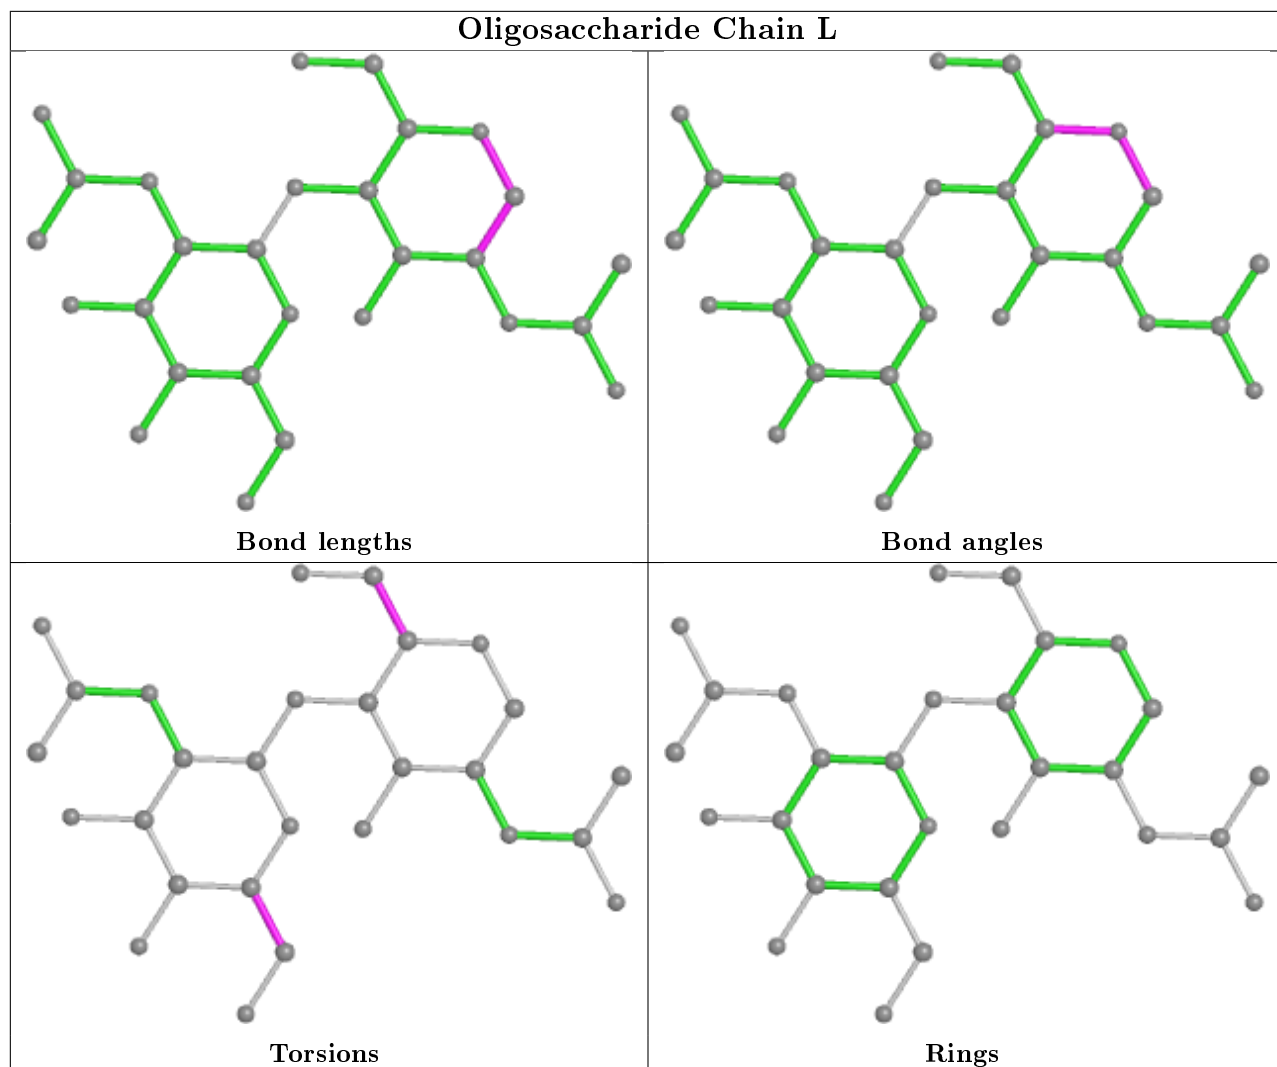 Oligosaccharide Chain L
Bond lengths
Bond angles
Torsions
Rings